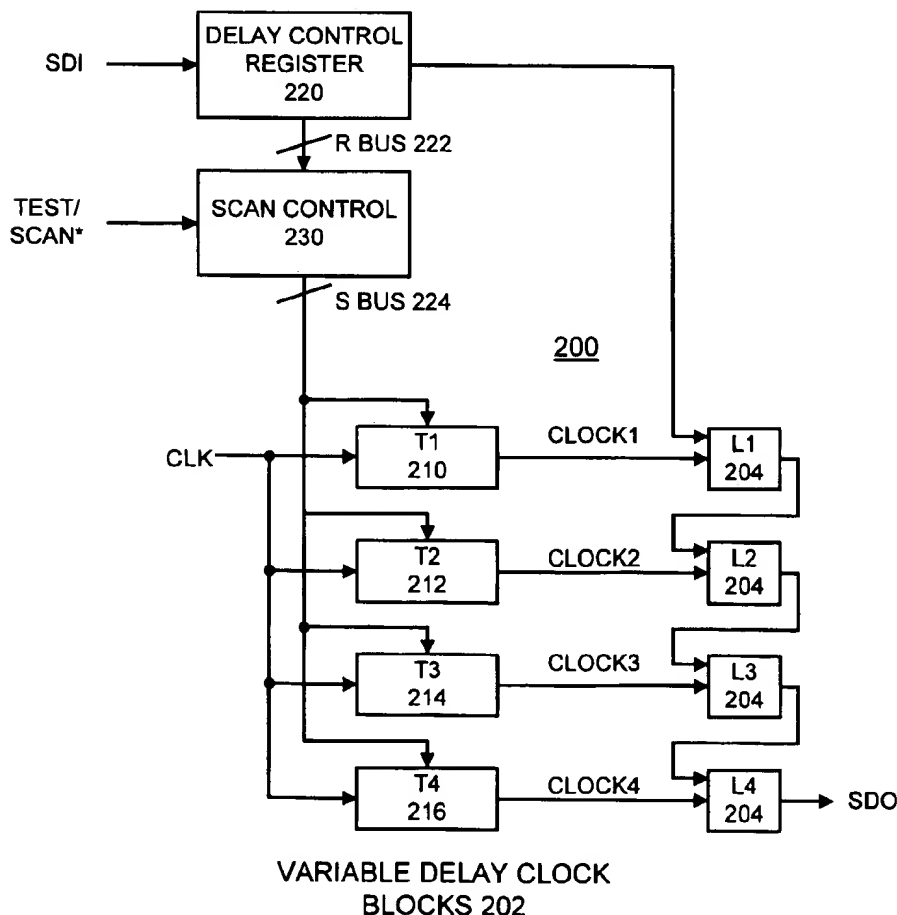 DELAY CONTROL
REGISTER
220
SDI
R BUS 222
TEST/
SCAN*
SCAN CONTROL
230
S BUS 224
200
CLK
T1
210
CLOCK1
L1
204
T2
212
CLOCK2
L2
204
T3
214
CLOCK3
L3
204
T4
216
CLOCK4
L4
204
SDO
VARIABLE DELAY CLOCK
BLOCKS 202